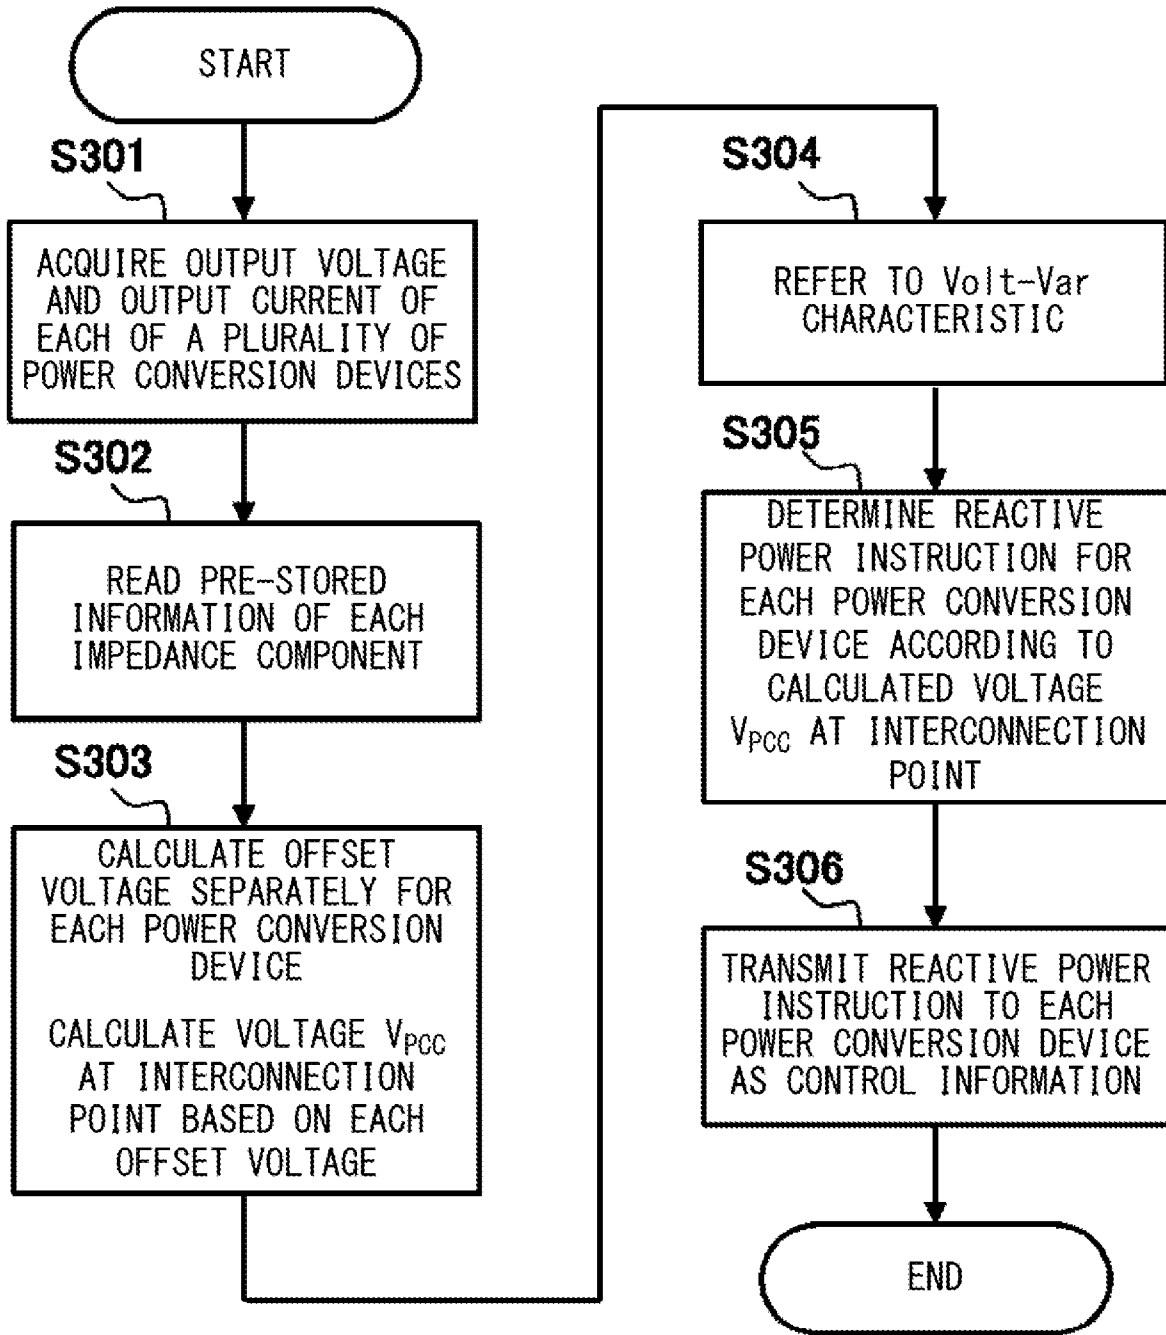 START
S301
ACQUIRE OUTPUT VOLTAGE
AND OUTPUT CURRENT OF
EACH OF A PLURALITY OF
POWER CONVERSION DEVICES
S302
READ PRE-STORED
INFORMATION OF EACH
IMPEDANCE COMPONENT
S303
CALCULATE OFFSET
VOLTAGE SEPARATELY FOR
EACH POWER CONVERSION
DEVICE
CALCULATE VOLTAGE VPCC
AT INTERCONNECTION
POINT BASED ON EACH
OFFSET VOLTAGE
S304
REFER TO Volt-Var
CHARACTERISTIC
S305
DETERMINE REACTIVE
POWER INSTRUCTION FOR
EACH POWER CONVERSION
DEVICE ACCORDING TO
CALCULATED VOLTAGE
VPCC AT INTERCONNECTION
POINT
S306
TRANSMIT REACTIVE POWER
INSTRUCTION TO EACH
POWER CONVERSION DEVICE
AS CONTROL INFORMATION
END